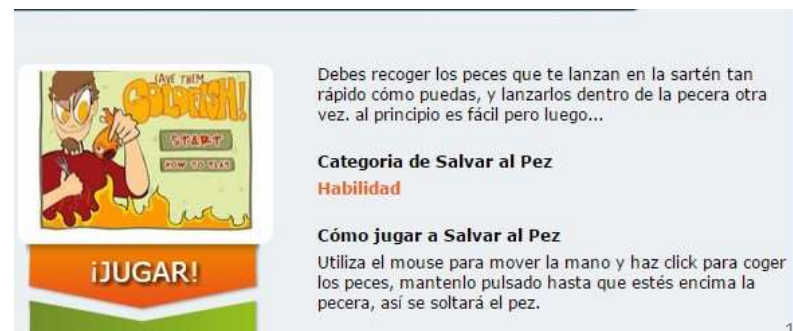 SAVE THEM
GOLDFISH!
START
HOW TO PLAY
¡JUGAR!
Debes recoger los peces que te lanzan en la sartén tan
rápido cómo puedas, y lanzarlos dentro de la pecera otra
vez. al principio es fácil pero luego...
Categoria de Salvar al Pez
Habilidad
Cómo jugar a Salvar al Pez
Utiliza el mouse para mover la mano y haz click para coger
los peces, mantenlo pulsado hasta que estés encima la
pecera, así se soltará el pez.
1